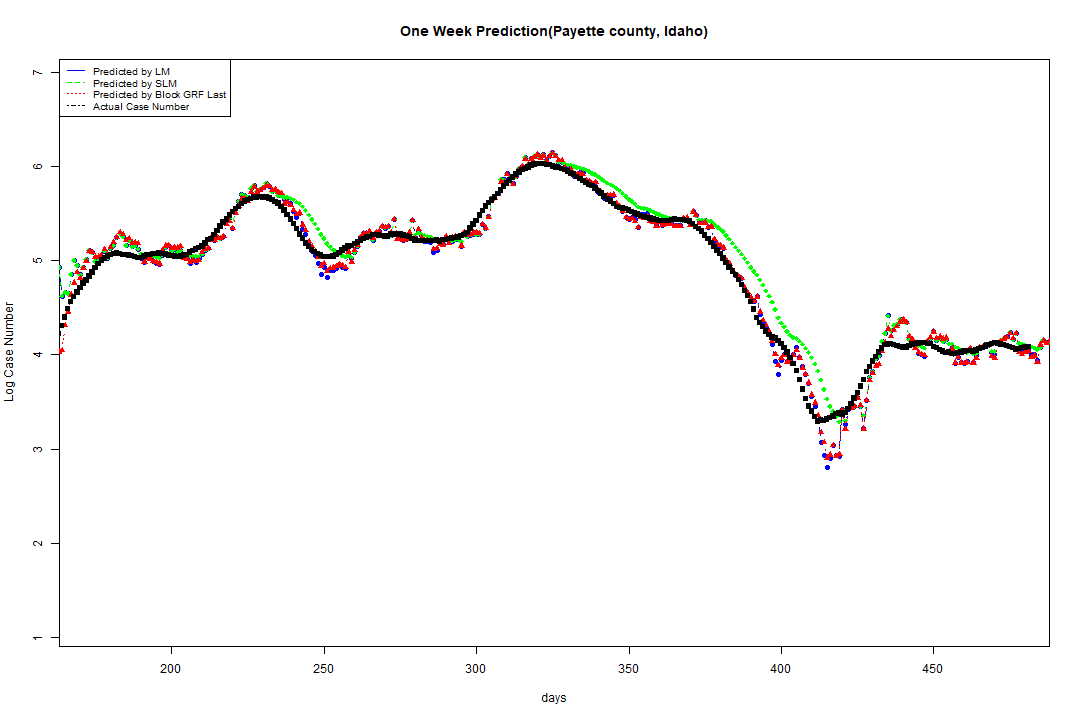 One Week Prediction(Payette county, Idaho)
Predicted by LM
Predicted by SLM
Predicted by Block GRF Last
Actual Case Number
7
6
5
4
3
2
1
Log Case Number
200 250 300 350 400 450
days